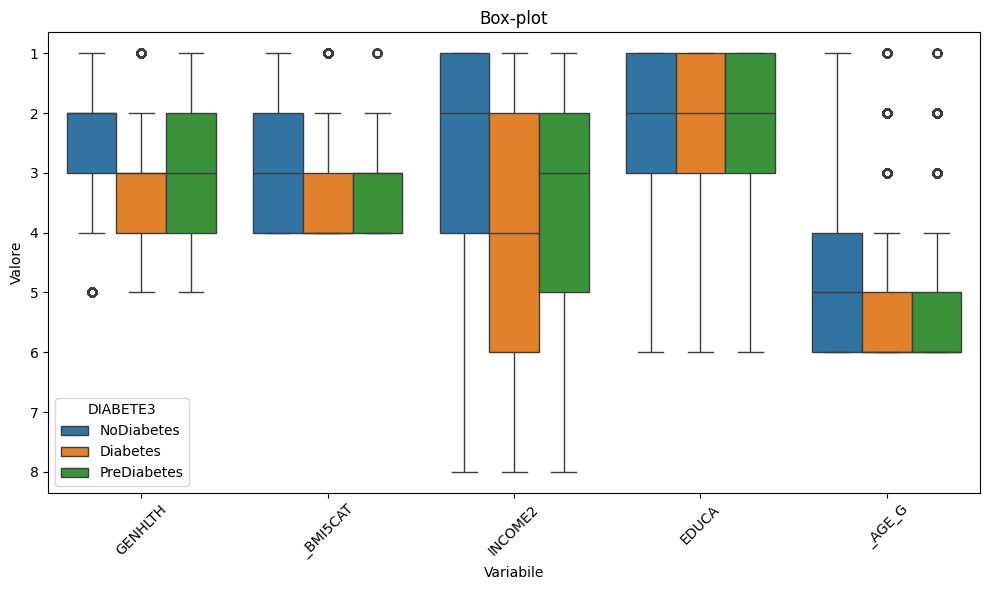 Box-plot
Valore
1
2
3
4
5
6
7
8
DIABETE3
NoDiabetes
Diabetes
PreDiabetes
GENHLTH
_BMI5CAT
INCOME2
EDUCA
_AGE_G
Variabile